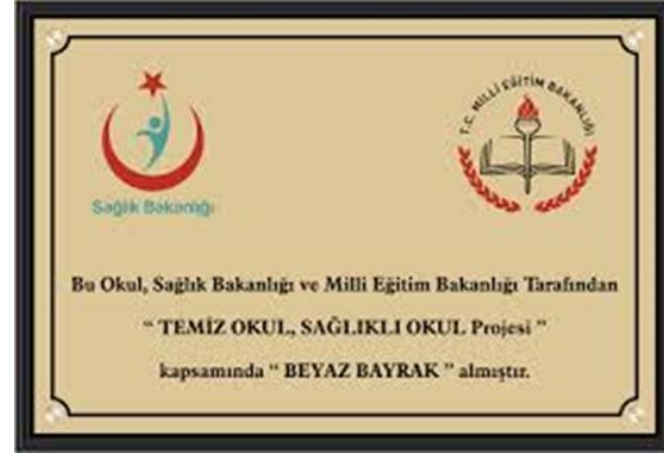 Sağlık Bakanlığı
T.C. MİLLİ EĞİTİM BAKANLIĞI
Bu Okul, Sağlık Bakanlığı ve Milli Eğitim Bakanlığı Tarafından
“ TEMİZ OKUL, SAĞLIKLI OKUL Projesi ”
kapsamında “ BEYAZ BAYRAK ” almıştır.